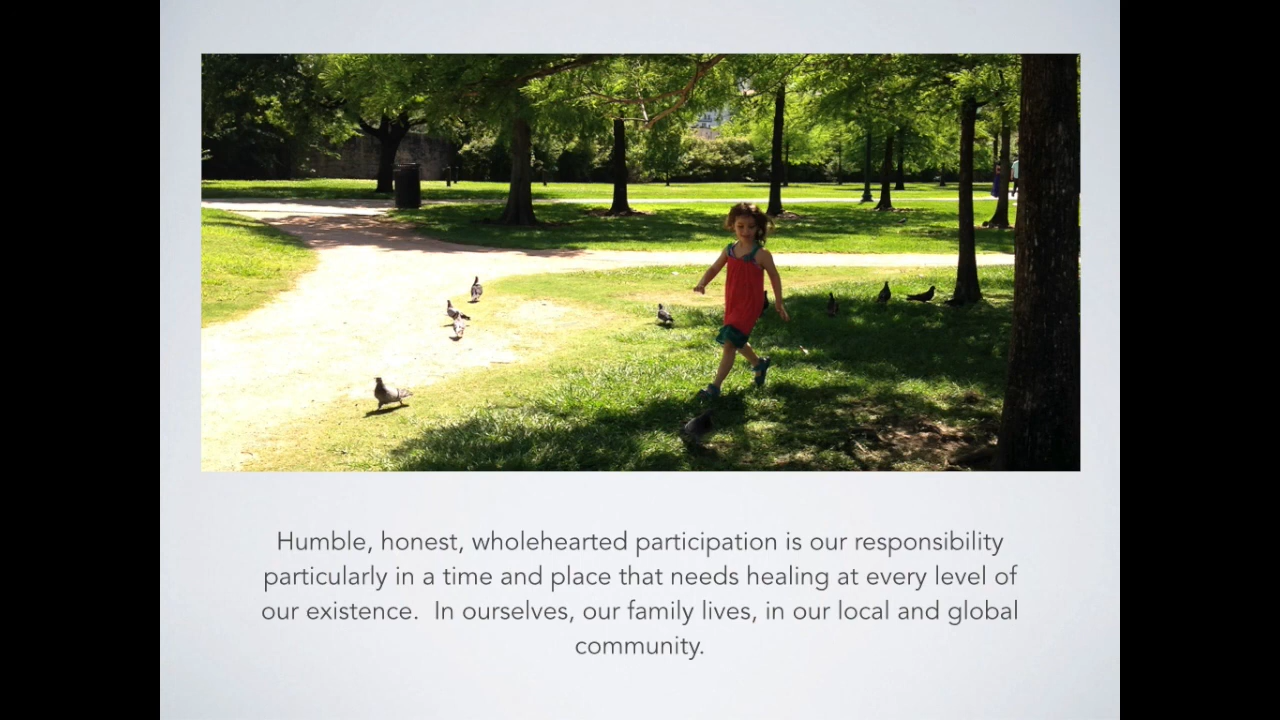 Humble, honest, wholehearted participation is our responsibility
particularly in a time and place that needs healing at every level of
our existence.  In ourselves, our family lives, in our local and global
community.